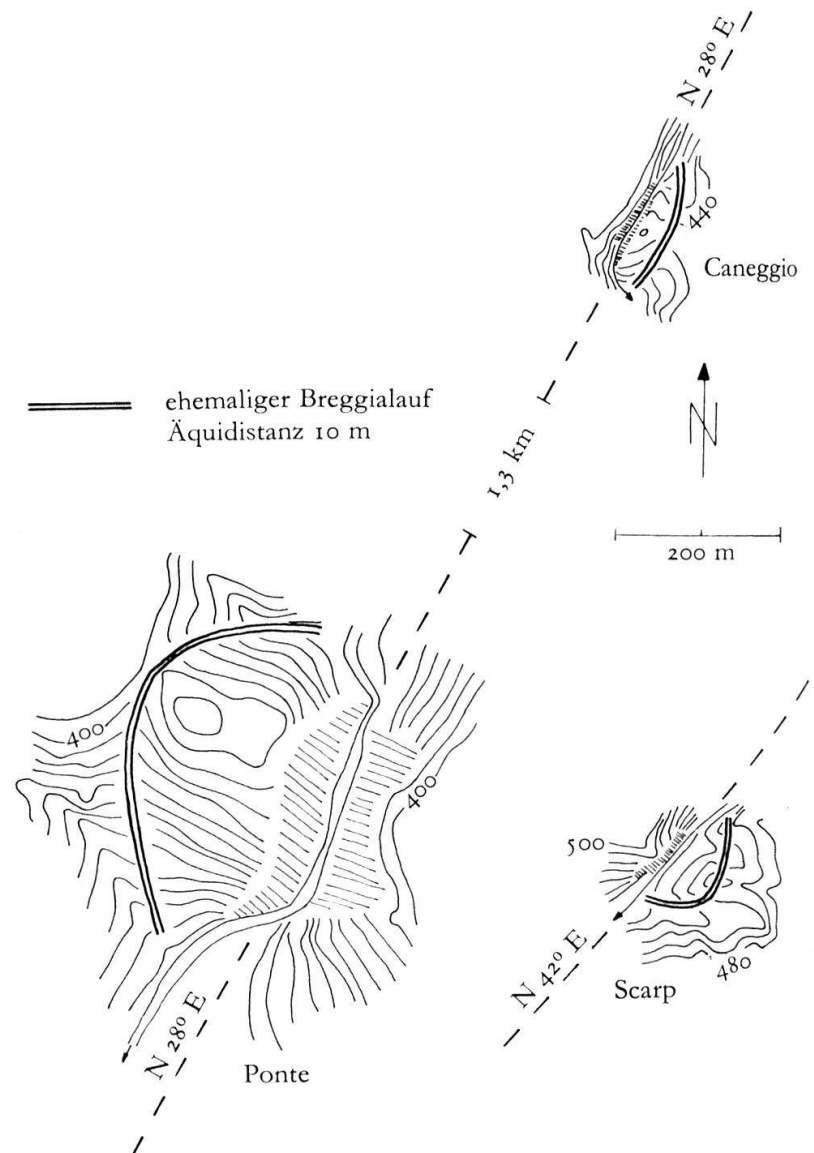 N 28° E
440
Caneggio
ehemaliger Breggialauf
Äquidistanz 10 m
N
1,3 km
200 m
400
400
500
N 42° E
480
Scarp
N 28° E
Ponte